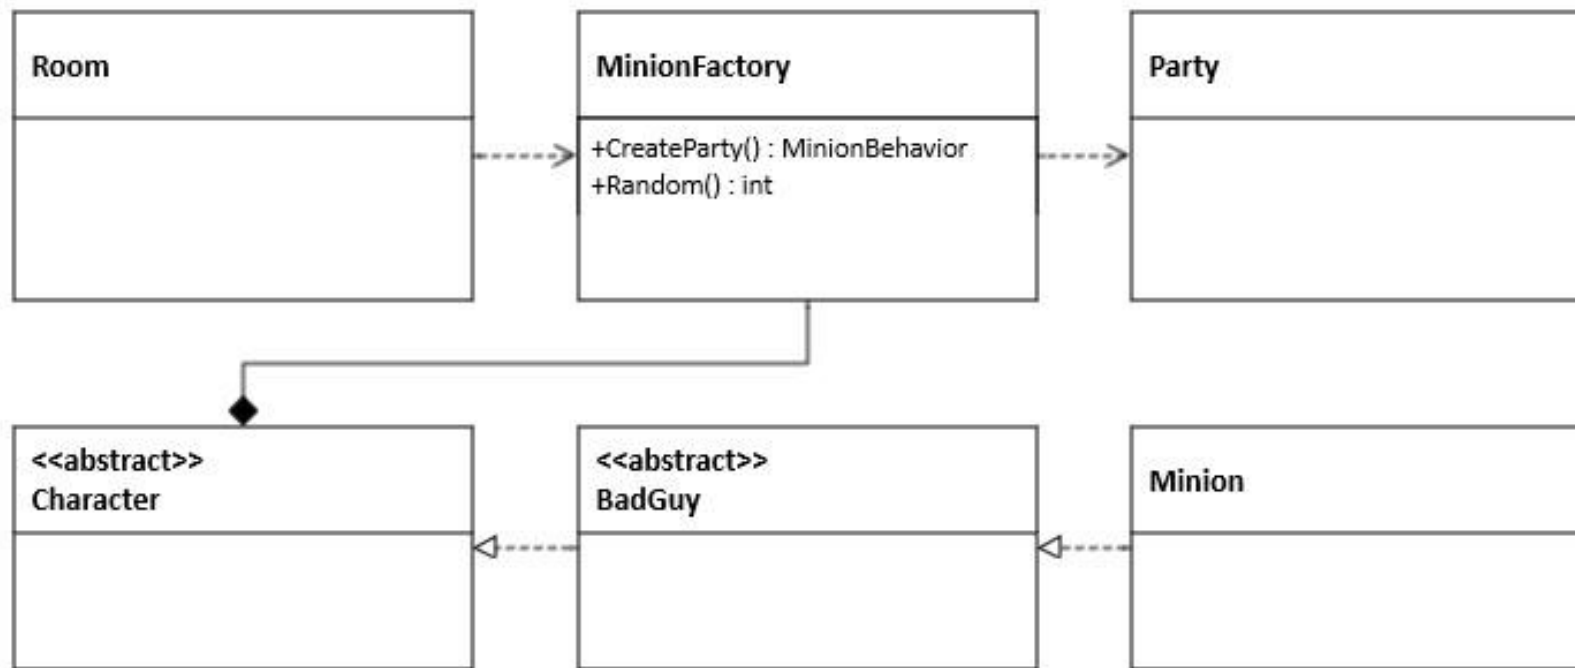 Room
MinionFactory
+CreateParty() : MinionBehavior
+Random() : int
Party
<<abstract>>
Character
<<abstract>>
BadGuy
Minion